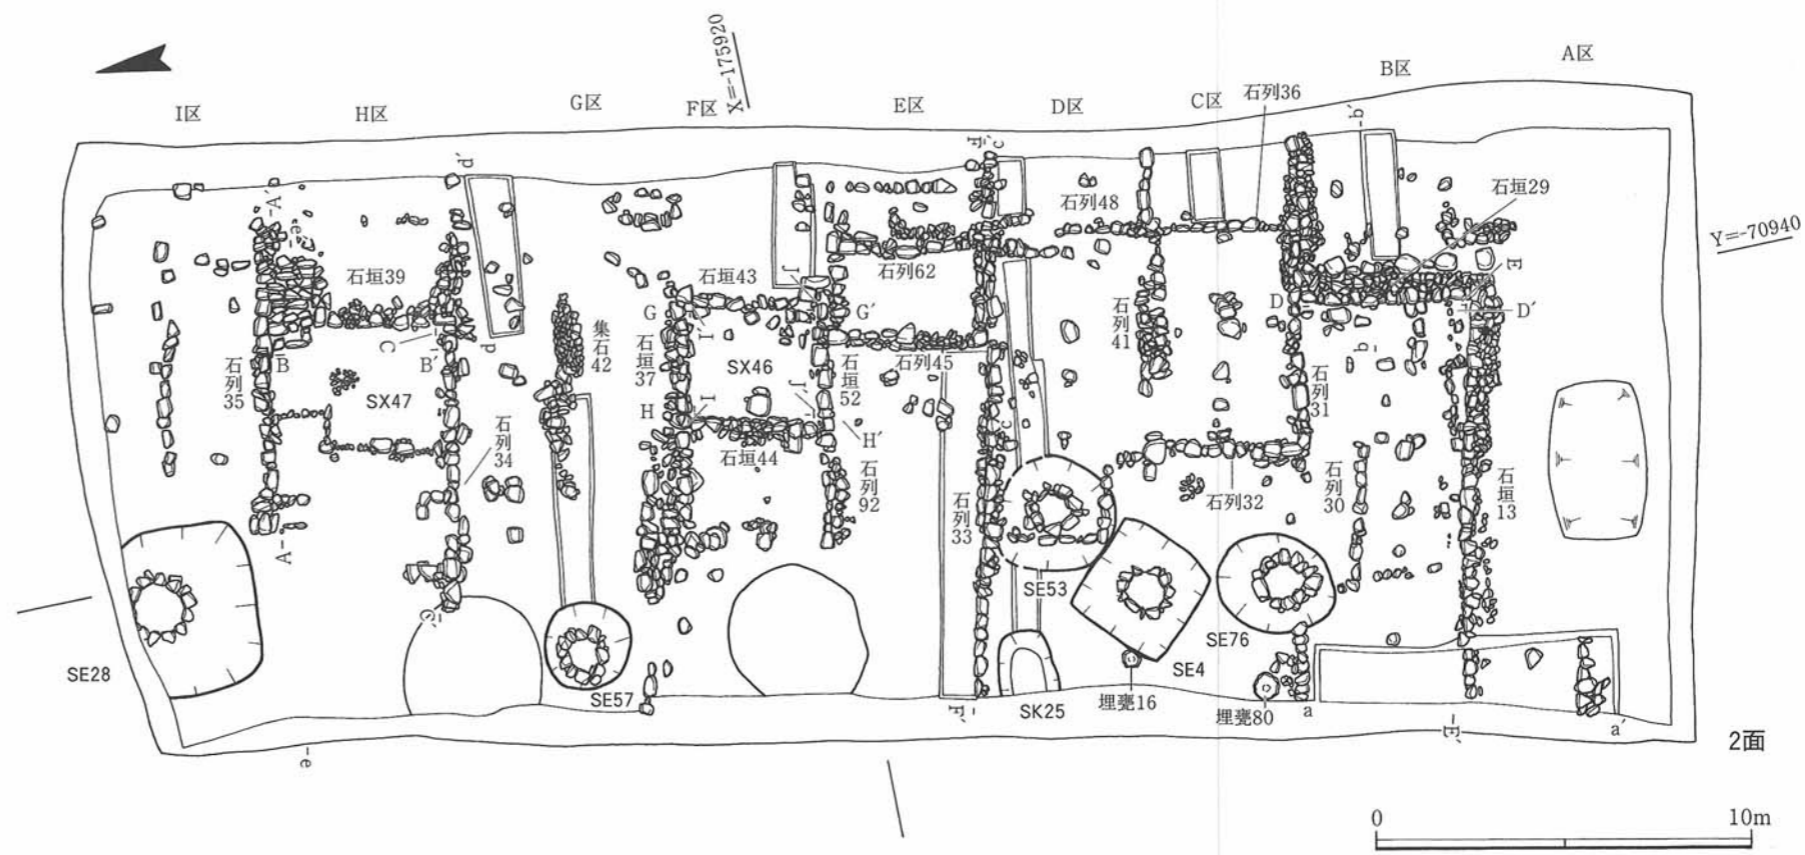 A区
B区
C区
石列36
D区
E区
F区
X=-175920
G区
H区
I区
Y=-70940
石垣29
石列48
石列62
石垣43
石垣39
集石42
石垣37
SX46
石垣52
石列45
石列41
石列31
石列35
SX47
石列34
石垣44
石列92
石列33
石列32
石列30
石垣13
SE28
SE57
SE53
SE4
SE76
SK25
埋甕16
埋甕80
A'
A
e'
e
d'
d
B
B'
C
C'
G
G'
H
H'
I'
I
J'
J
F'
F'
c'
c
b'
b
D
D'
E
E'
a
a'
2面
0
10m